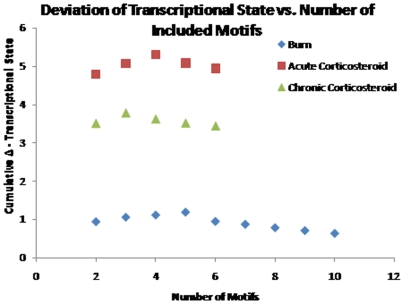 Deviation of Transcriptional State vs. Number of
Included Motifs
Burn
Acute Corticosteroid
Chronic Corticosteroid
Cumulative Δ - Transcriptional State
6
5
4
3
2
1
0
0 2 4 6 8 10 12
Number of Motifs